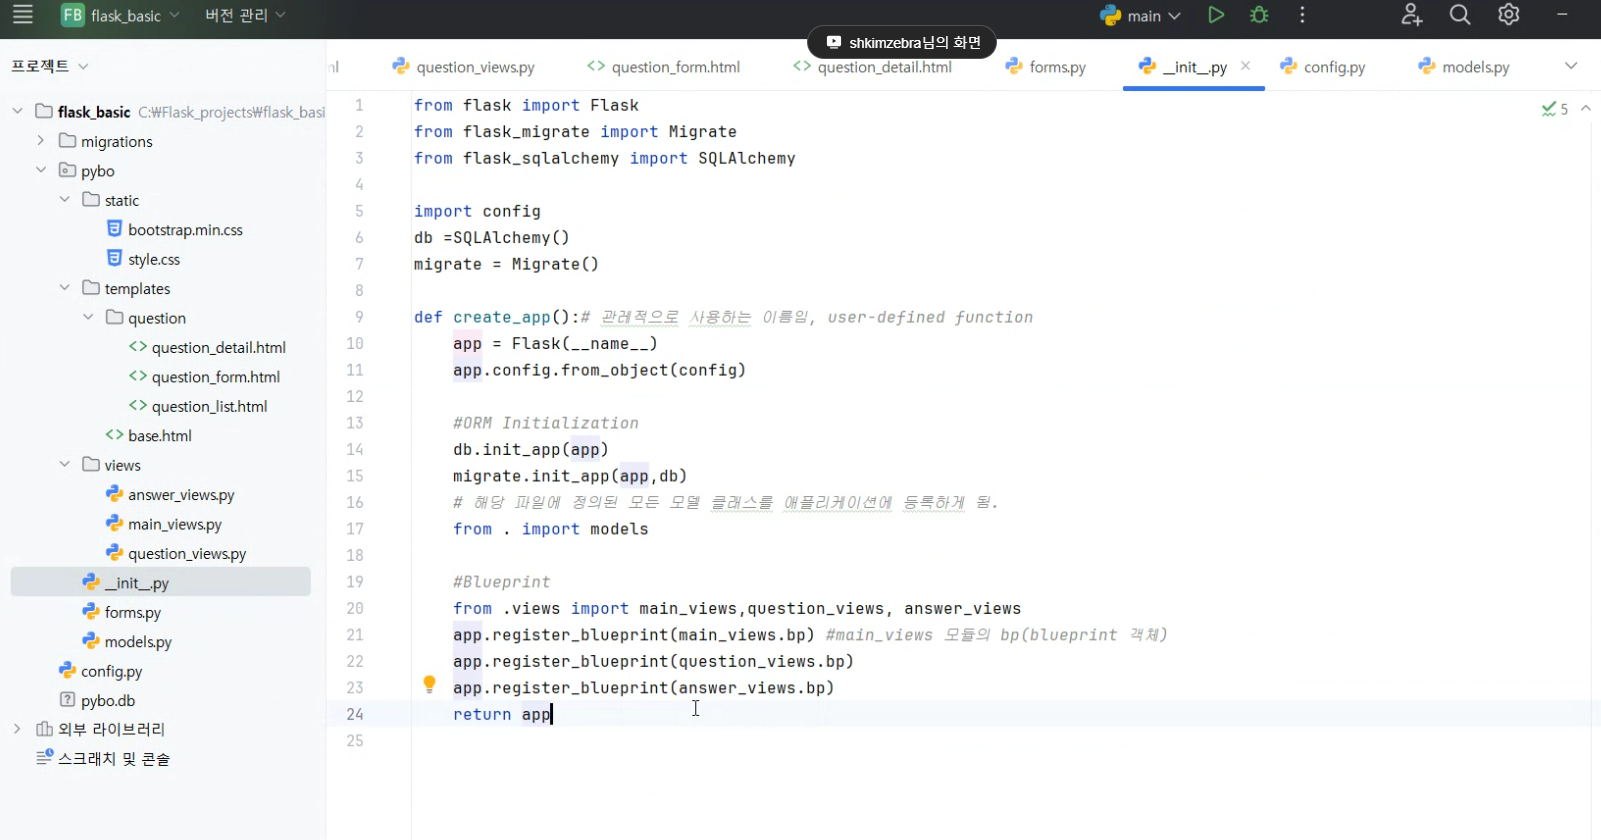 FB flask_basic 버전 관리 main
shkimzebra님의 화면
프로젝트
nl question_views.py question_form.html question_detail.html forms.py __init__.py config.py models.py
flask_basic C:₩Flask_projects₩flask_basi
migrations
pybo
static
bootstrap.min.css
style.css
templates
question
question_detail.html
question_form.html
question_list.html
base.html
views
answer_views.py
main_views.py
question_views.py
__init__.py
forms.py
models.py
config.py
pybo.db
외부 라이브러리
스크래치 및 콘솔
5
1 from flask import Flask
2 from flask_migrate import Migrate
3 from flask_sqlalchemy import SQLAlchemy
4
5 import config
6 db =SQLAlchemy()
7 migrate = Migrate()
8
9 def create_app():# 관례적으로 사용하는 이름임, user-defined function
10 app = Flask(__name__)
11 app.config.from_object(config)
12
13 #ORM Initialization
14 db.init_app(app)
15 migrate.init_app(app,db)
16 # 해당 파일에 정의된 모든 모델 클래스를 애플리케이션에 등록하게 됨.
17 from . import models
18
19 #Blueprint
20 from .views import main_views,question_views, answer_views
21 app.register_blueprint(main_views.bp) #main_views 모듈의 bp(blueprint 객체)
22 app.register_blueprint(question_views.bp)
23 app.register_blueprint(answer_views.bp)
24 return app
25